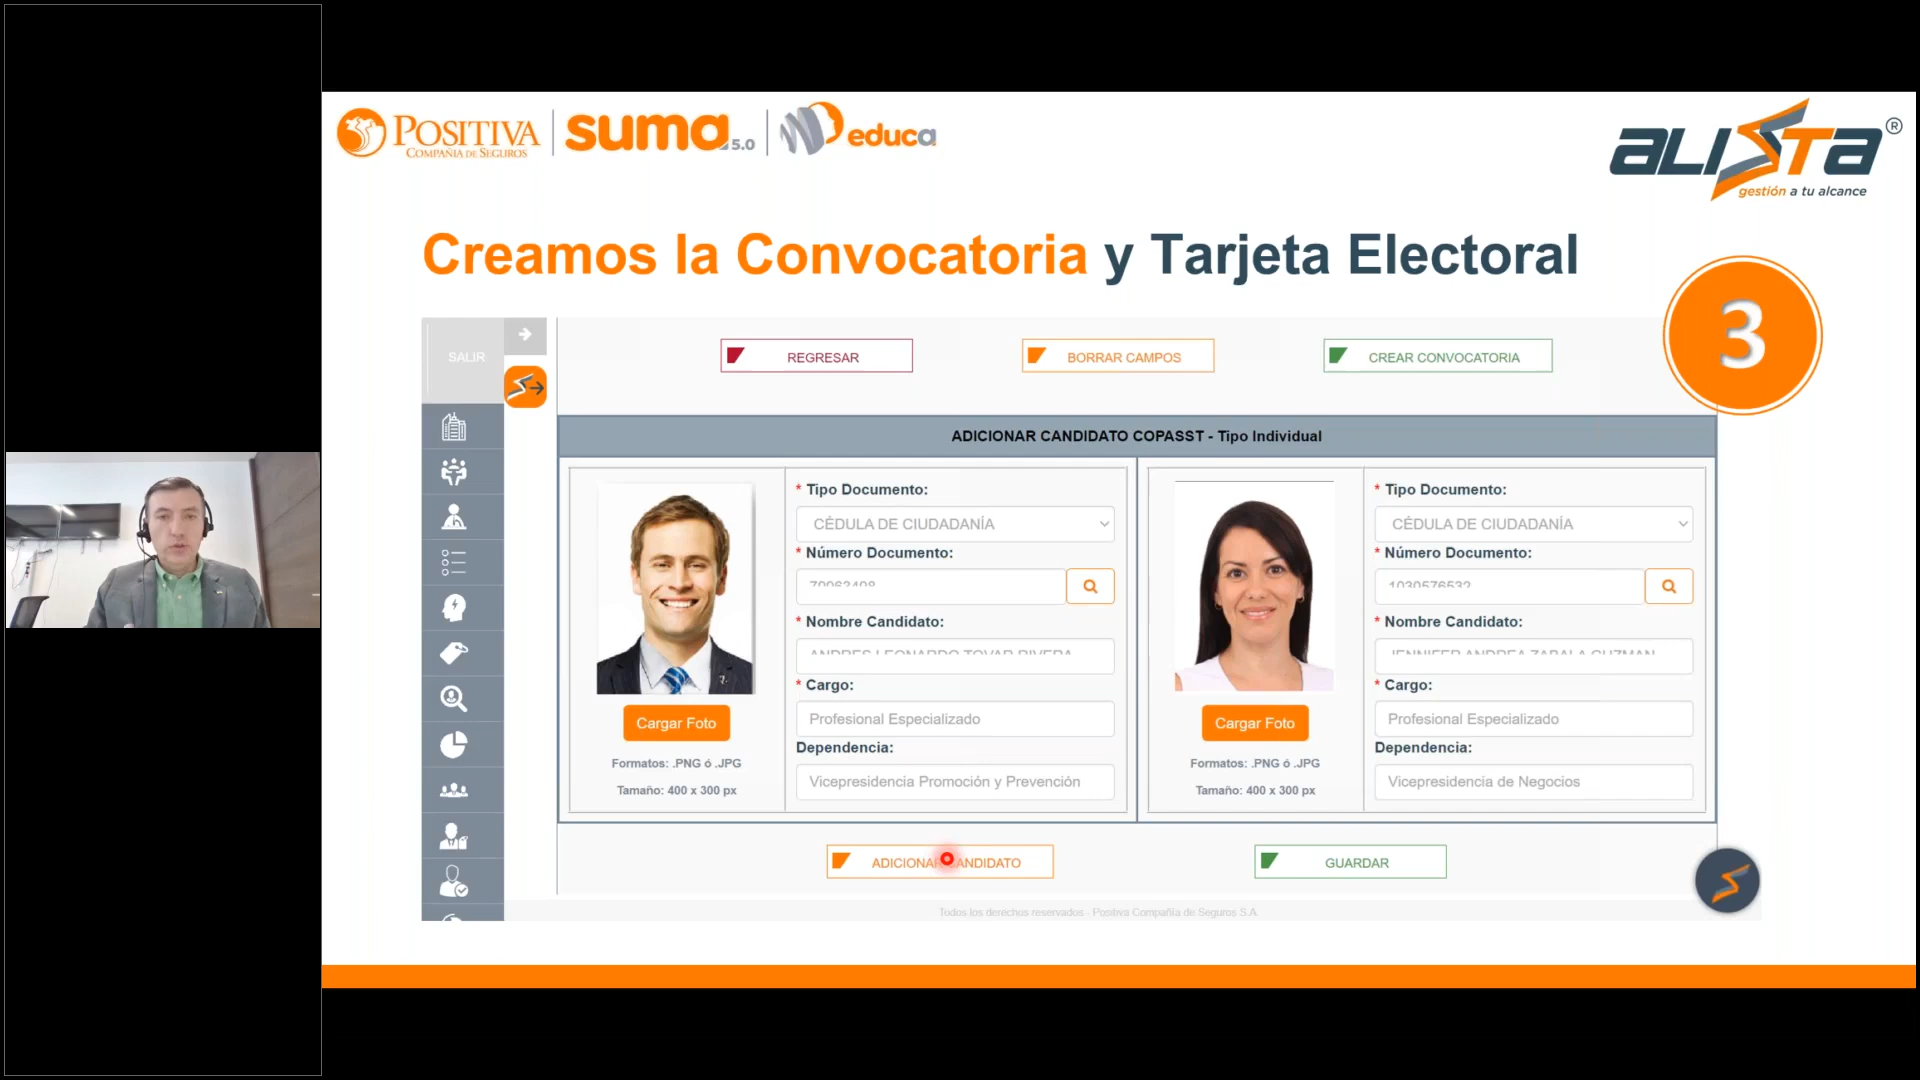 POSITIVA
COMPAÑIA DE SEGUROS
suma 5.0
educa
ALISTA ®
gestión a tu alcance
Creamos la Convocatoria y Tarjeta Electoral
3
SALIR
REGRESAR
BORRAR CAMPOS
CREAR CONVOCATORIA
ADICIONAR CANDIDATO COPASST - Tipo Individual
* Tipo Documento:
CÉDULA DE CIUDADANÍA
* Número Documento:
* Nombre Candidato:
* Cargo:
Profesional Especializado
Dependencia:
Vicepresidencia Promoción y Prevención
Cargar Foto
Formatos: .PNG ó .JPG
Tamaño: 400 x 300 px
* Tipo Documento:
CÉDULA DE CIUDADANÍA
* Número Documento:
* Nombre Candidato:
* Cargo:
Profesional Especializado
Dependencia:
Vicepresidencia de Negocios
Cargar Foto
Formatos: .PNG ó .JPG
Tamaño: 400 x 300 px
ADICIONAR CANDIDATO
GUARDAR
Todos los derechos reservados - Positiva Compañía de Seguros S.A